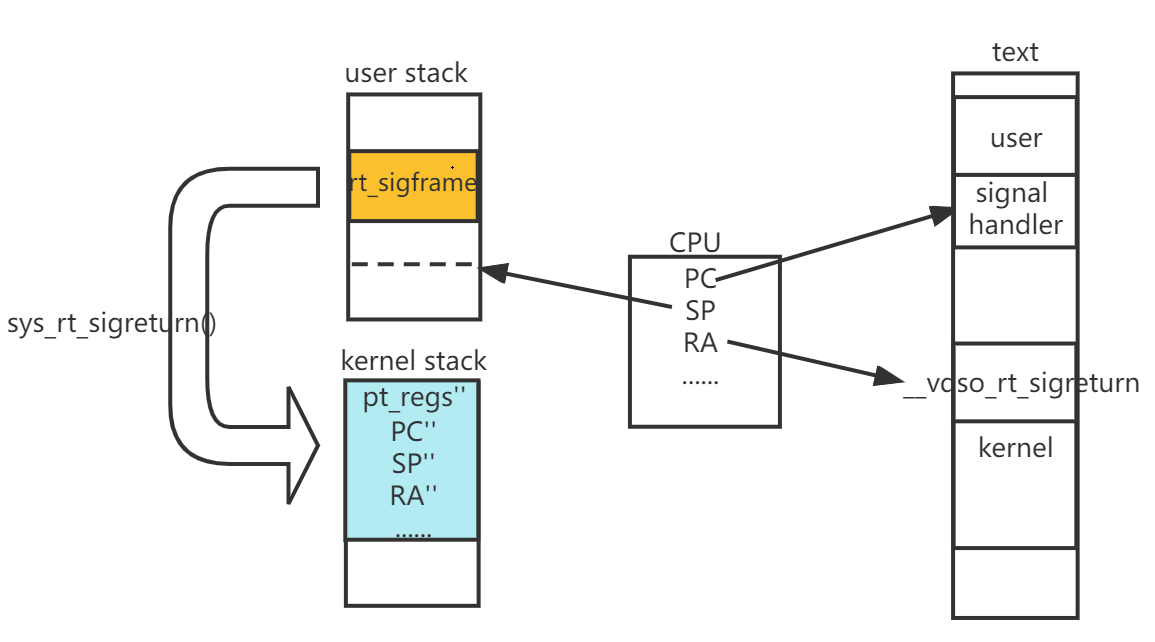 text
user stack
user
rt_sigframe
signal
handler
CPU
PC
SP
RA
......
sys_rt_sigreturn()
kernel stack
pt_regs''
PC''
SP''
RA''
......
__vdso_rt_sigreturn
kernel